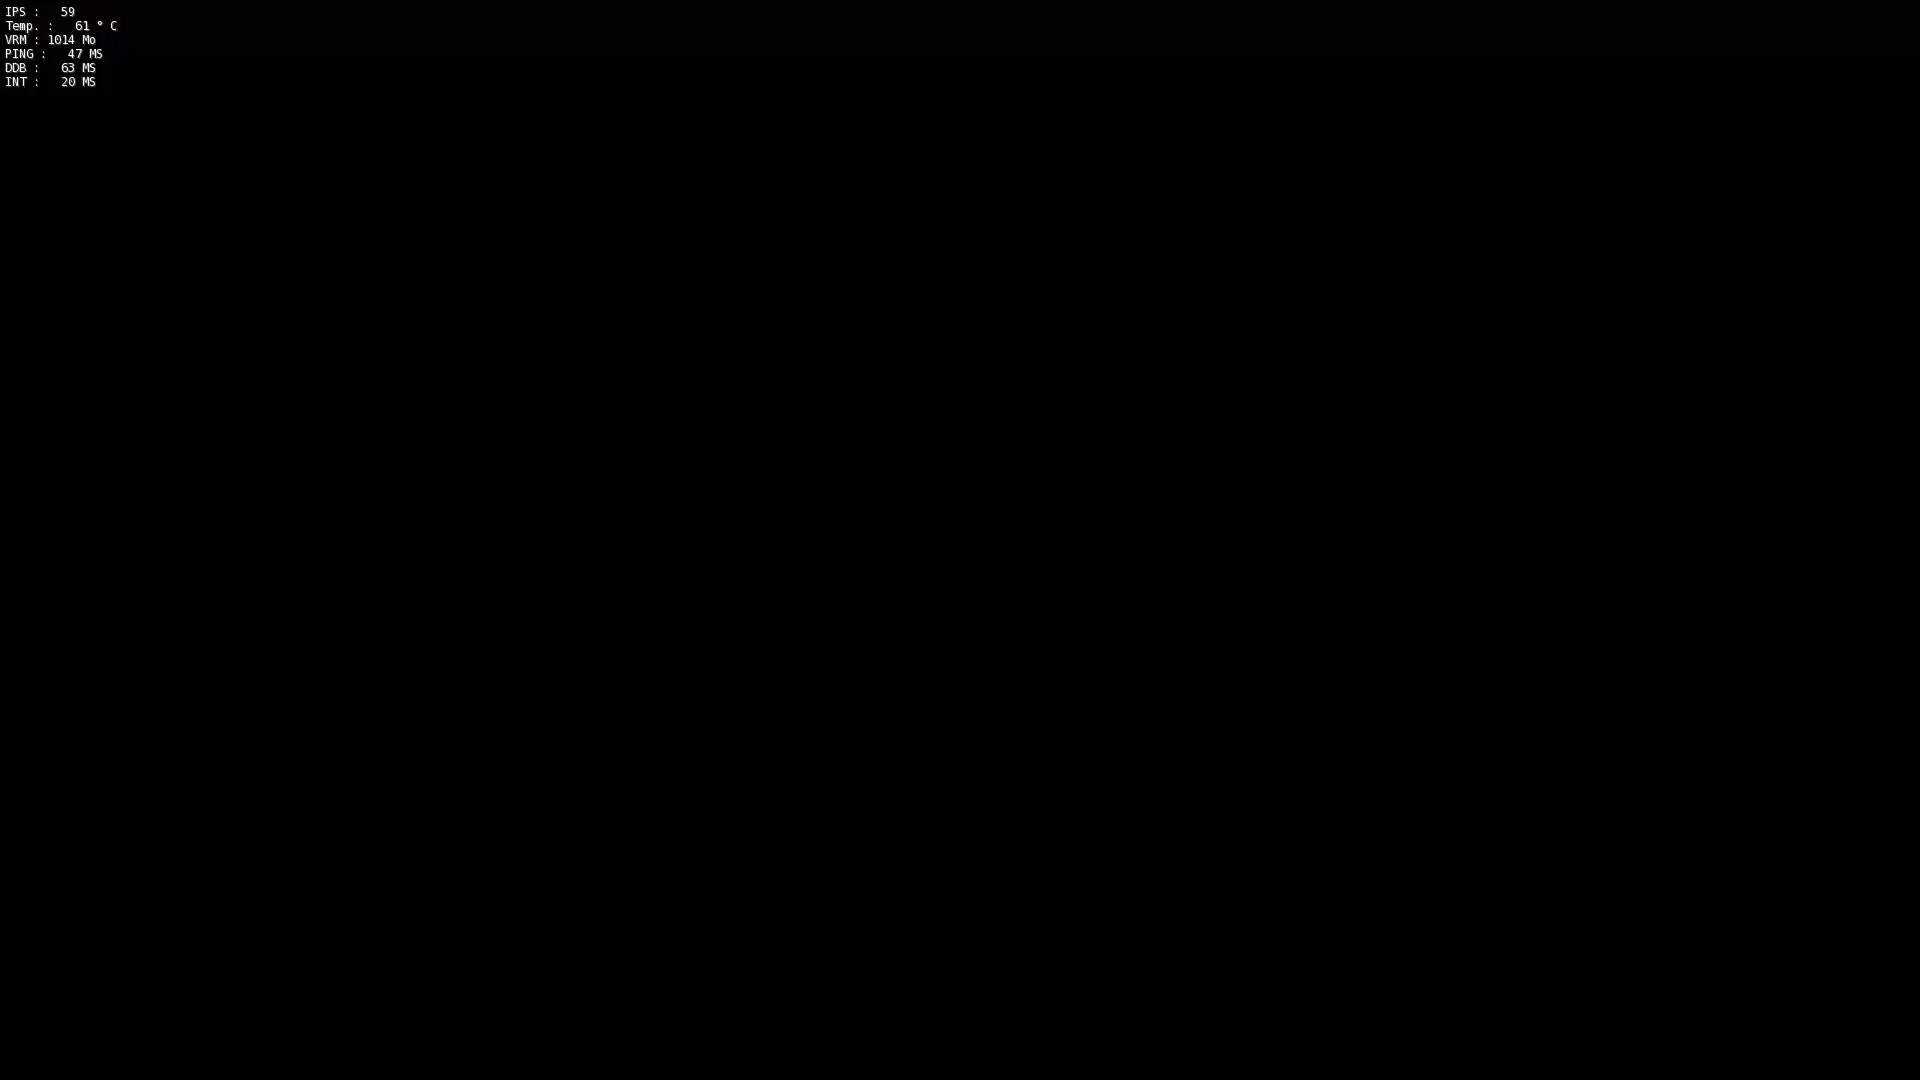 IPS : 59
Temp. : 61 ° C
VRM : 1014 Mo
PING : 47 MS
DDB : 63 MS
INT : 20 MS